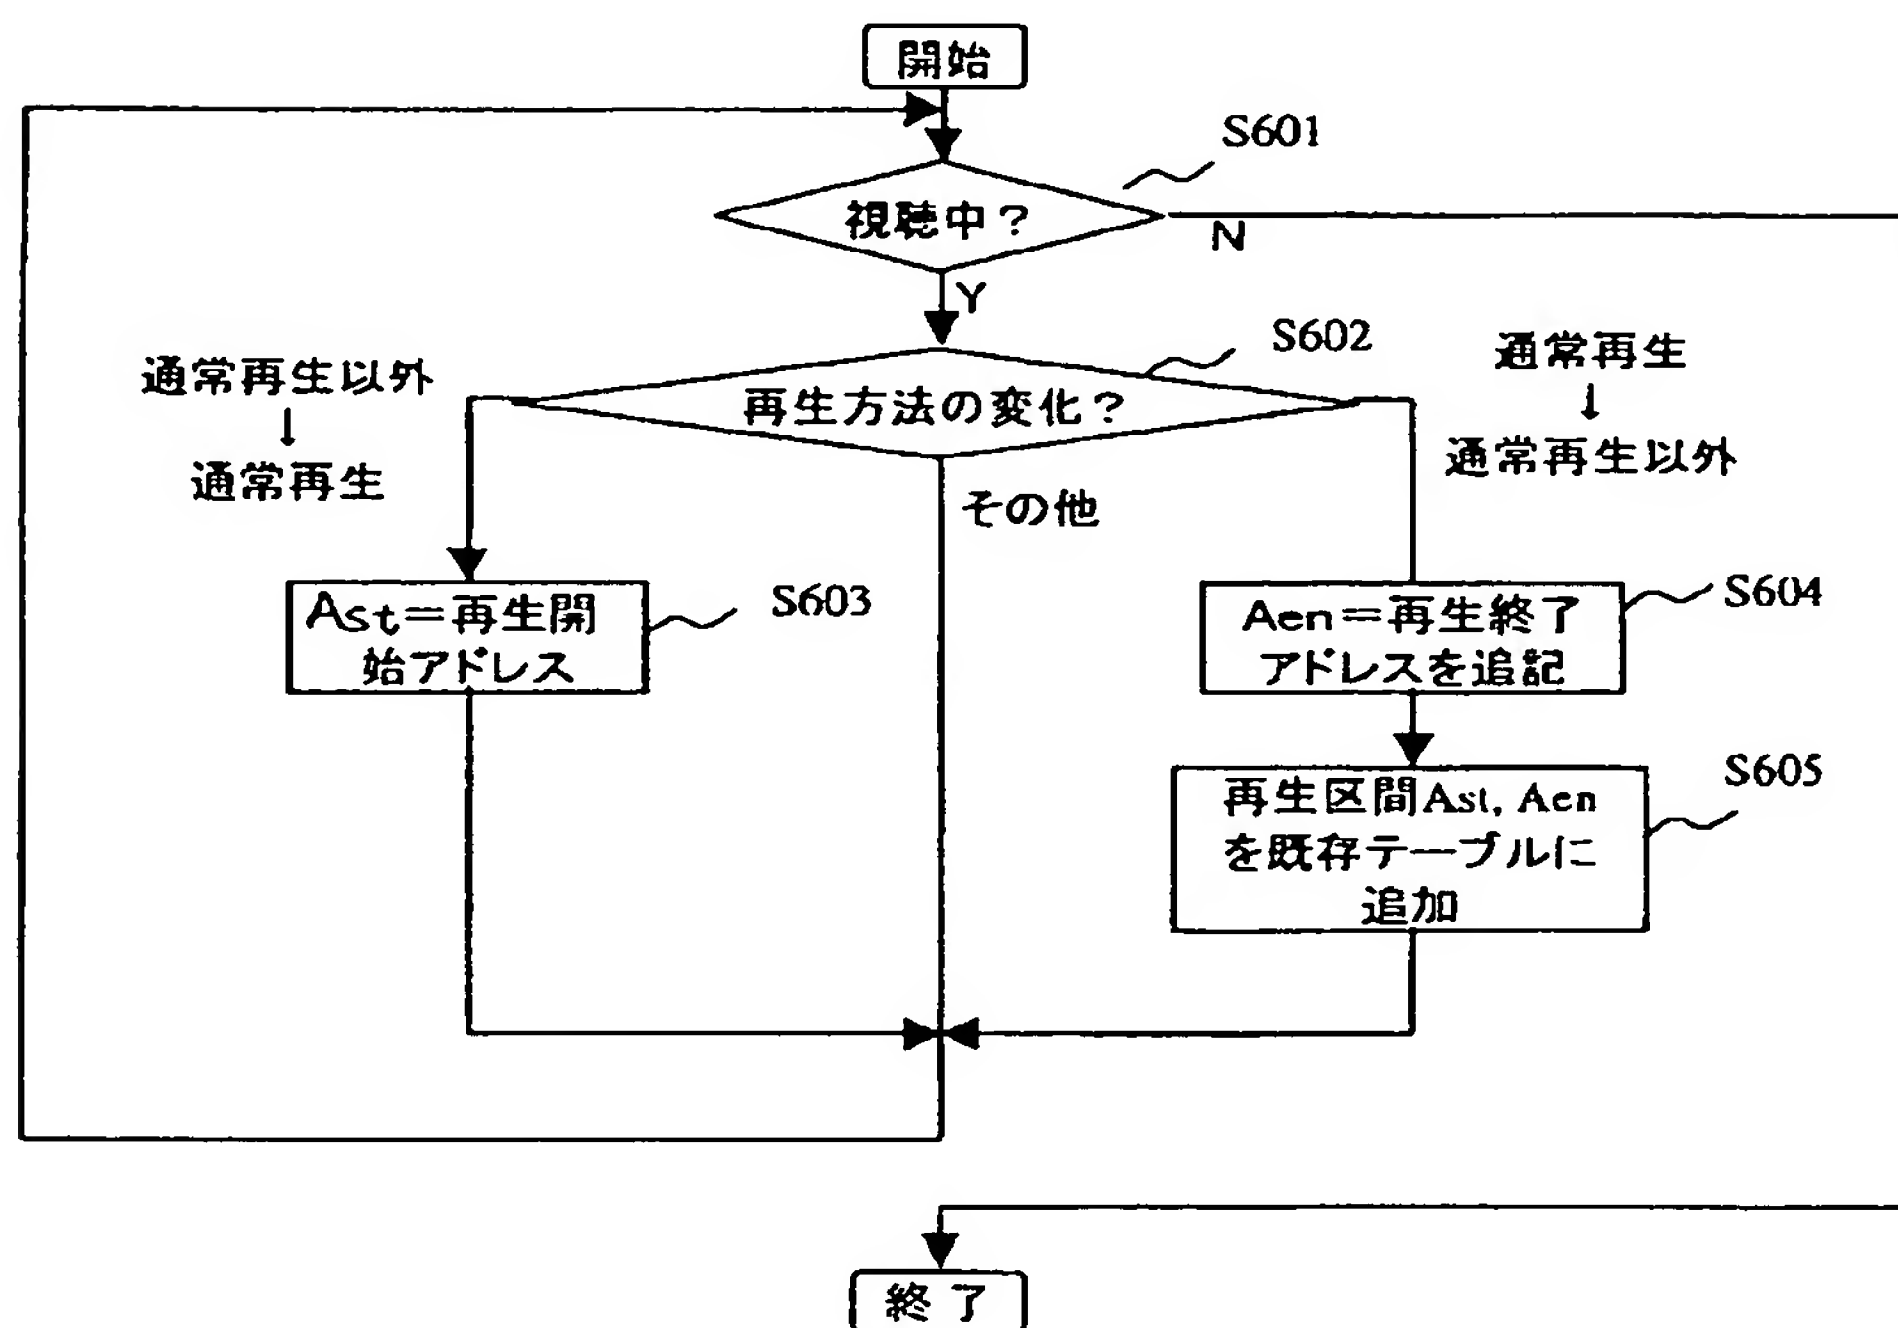 開始
S601
視聴中？
N
Y
S602
通常再生以外
↓
通常再生
再生方法の変化？
通常再生
↓
通常再生以外
その他
Ast＝再生開
始アドレス
S603
Aen＝再生終了
アドレスを追記
S604
再生区間Ast, Aen
を既存テーブルに
追加
S605
終了